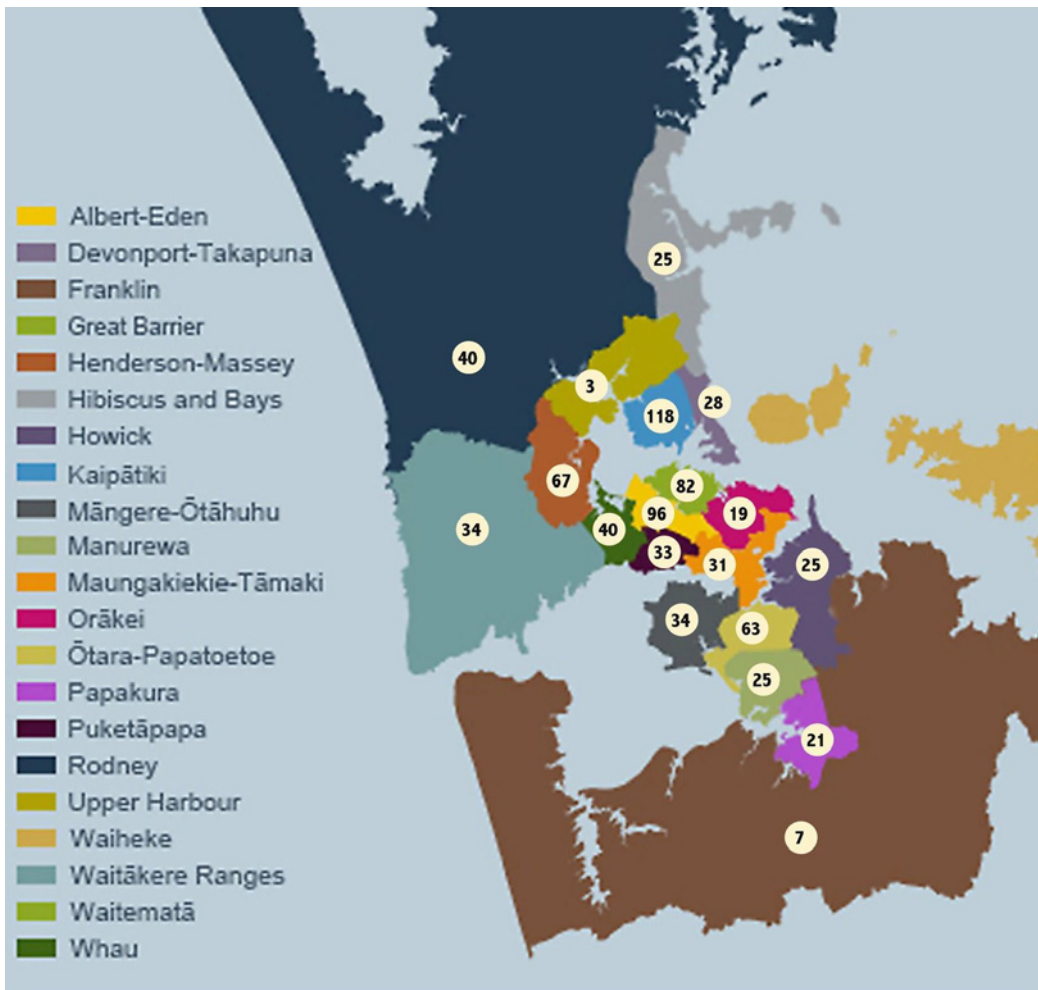 Albert-Eden
Devonport-Takapuna
Franklin
Great Barrier
Henderson-Massey
Hibiscus and Bays
Howick
Kaipātiki
Māngere-Ōtāhuhu
Manurewa
Maungakiekie-Tāmaki
Orākei
Ōtara-Papatoetoe
Papakura
Puketāpapa
Rodney
Upper Harbour
Waiheke
Waitākere Ranges
Waitematā
Whau
25
40
3
28
118
67
82
96
19
34
40
33
31
25
34
63
25
21
7